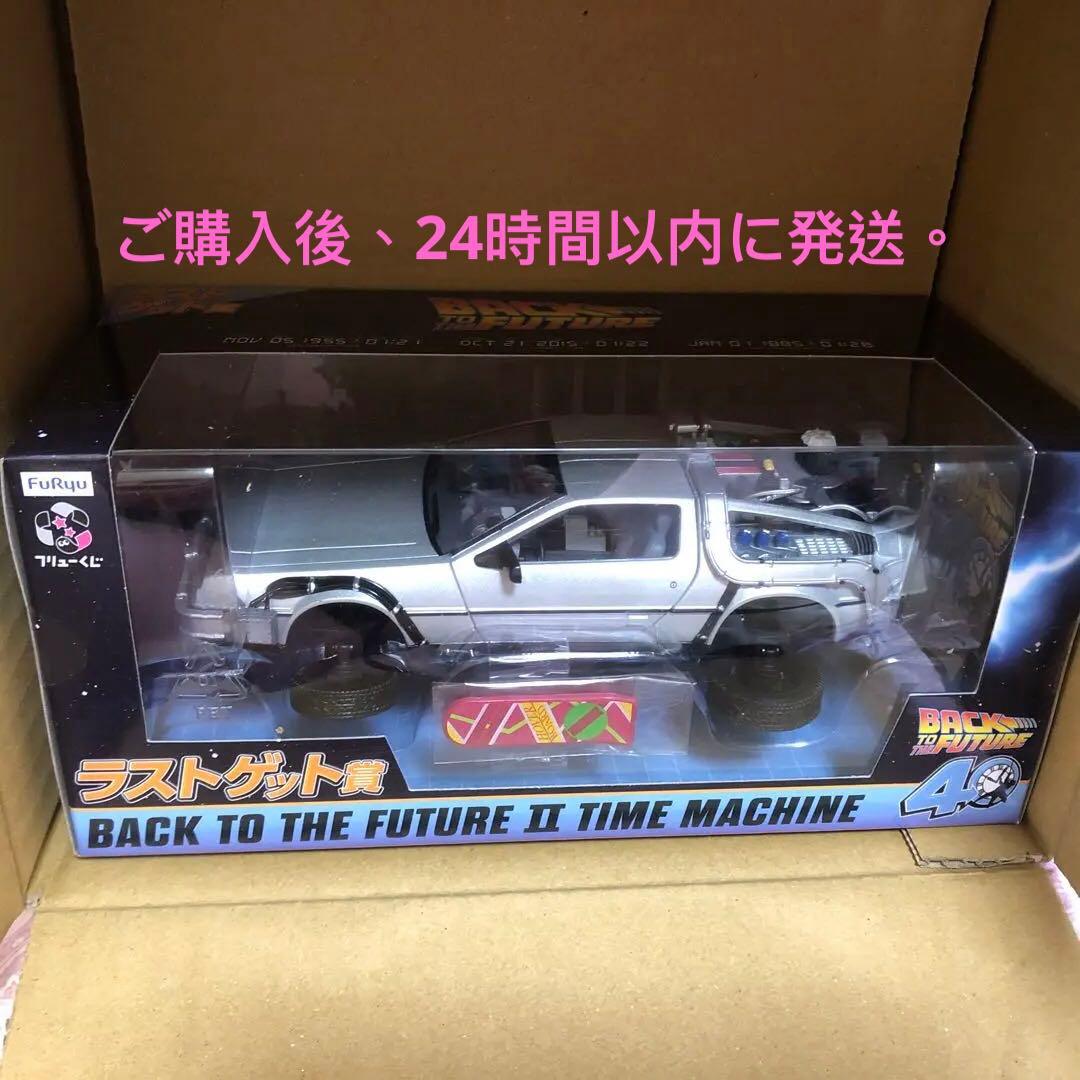 ご購入後、24時間以内に発送。
BACK TO THE FUTURE
NOV 05 1955 · 01:21 OCT 21 2015 · 01:22 JAN 01 1885 · 01:28
FuRyu
フリューくじ
BACK TO THE FUTURE
40
ラストゲット賞
BACK TO THE FUTURE II TIME MACHINE